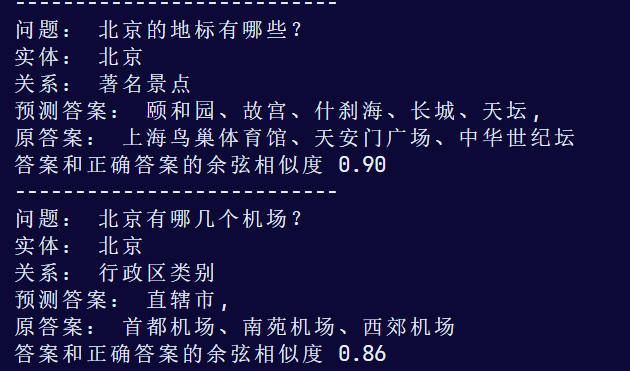 ---------------------------
问题： 北京的地标有哪些？
实体： 北京
关系： 著名景点
预测答案： 颐和园、故宫、什刹海、长城、天坛,
原答案： 上海鸟巢体育馆、天安门广场、中华世纪坛
答案和正确答案的余弦相似度 0.90
---------------------------
问题： 北京有哪几个机场？
实体： 北京
关系： 行政区类别
预测答案： 直辖市,
原答案： 首都机场、南苑机场、西郊机场
答案和正确答案的余弦相似度 0.86